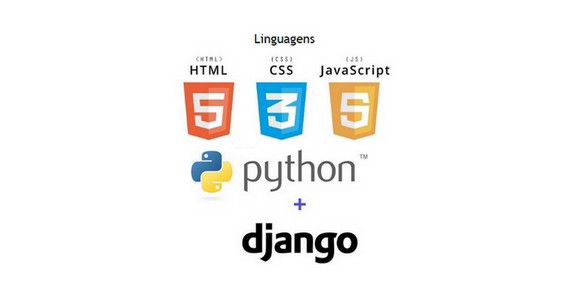 Linguagens
<HTML> (CSS) {JS}
HTML CSS JavaScript
5 3 5
python™
+
django